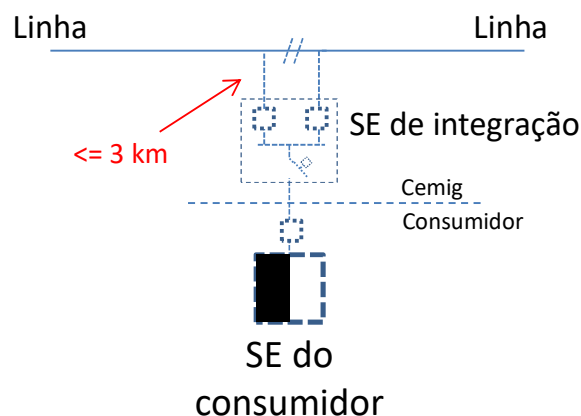 Linha Linha
SE de integração
<= 3 km
Cemig
Consumidor
SE do
consumidor